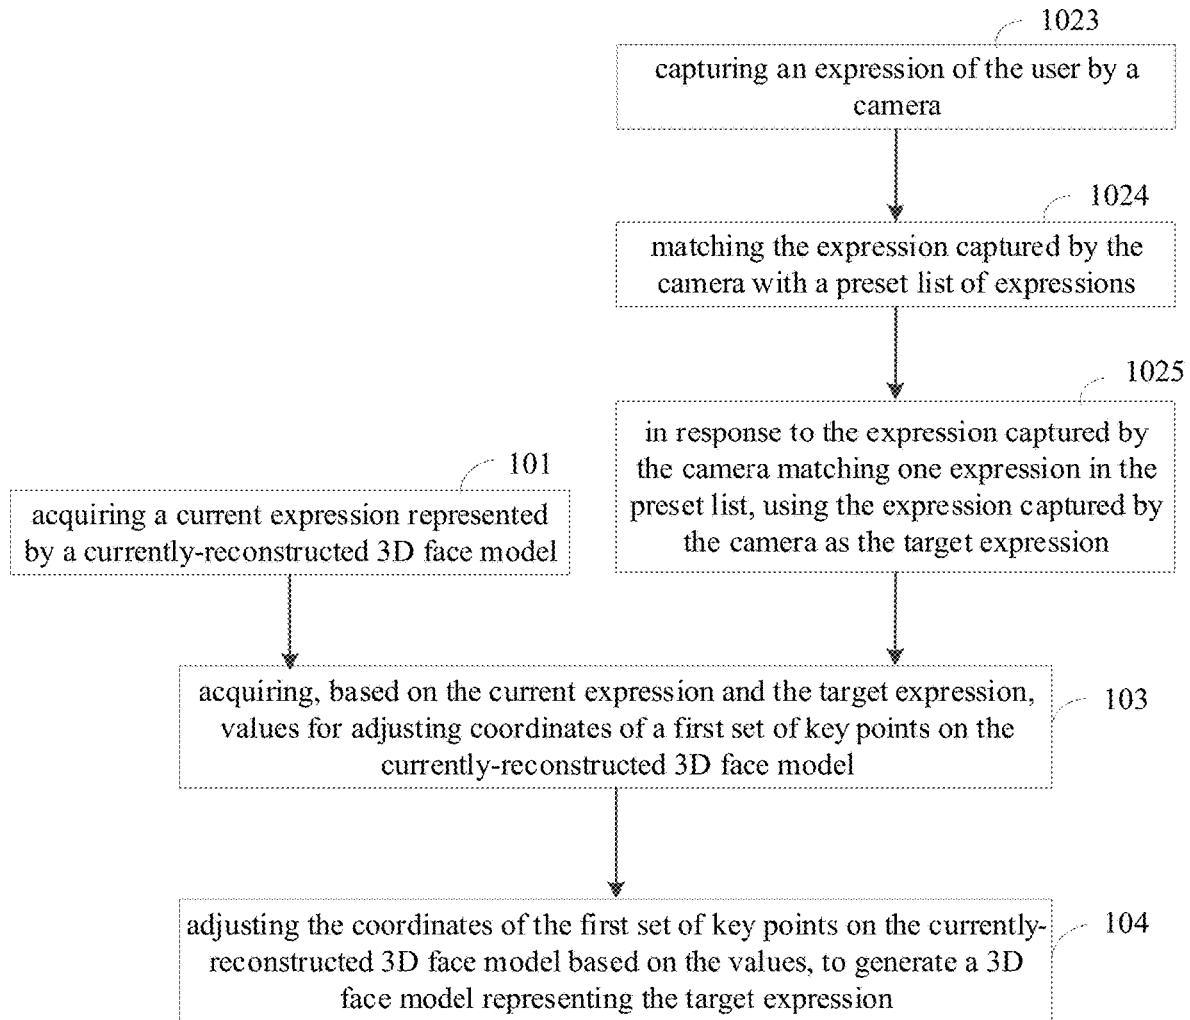 1023
capturing an expression of the user by a
camera
1024
matching the expression captured by the
camera with a preset list of expressions
1025
in response to the expression captured by
the camera matching one expression in the
preset list, using the expression captured by
the camera as the target expression
101
acquiring a current expression represented
by a currently-reconstructed 3D face model
103
acquiring, based on the current expression and the target expression,
values for adjusting coordinates of a first set of key points on the
currently-reconstructed 3D face model
104
adjusting the coordinates of the first set of key points on the currently-
reconstructed 3D face model based on the values, to generate a 3D
face model representing the target expression